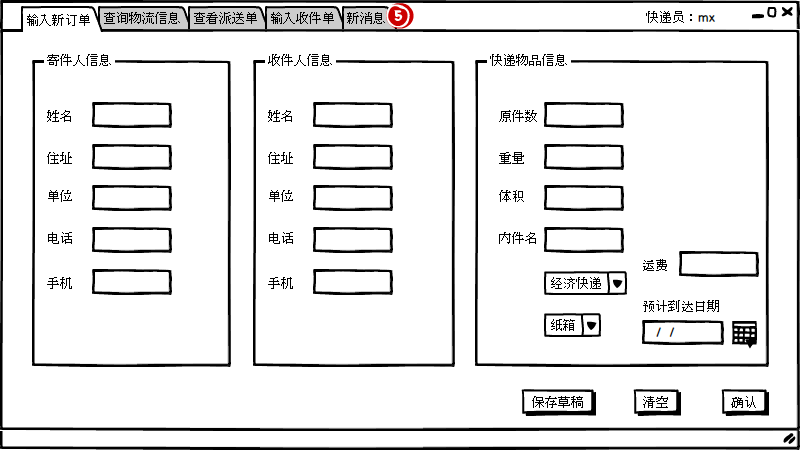 输入新订单 查询物流信息 查看派送单 输入收件单 新消息 5 快递员：mx
寄件人信息
姓名
住址
单位
电话
手机
收件人信息
姓名
住址
单位
电话
手机
快递物品信息
原件数
重量
体积
内件名
经济快递
纸箱
运费
预计到达日期
/ /
保存草稿 清空 确认